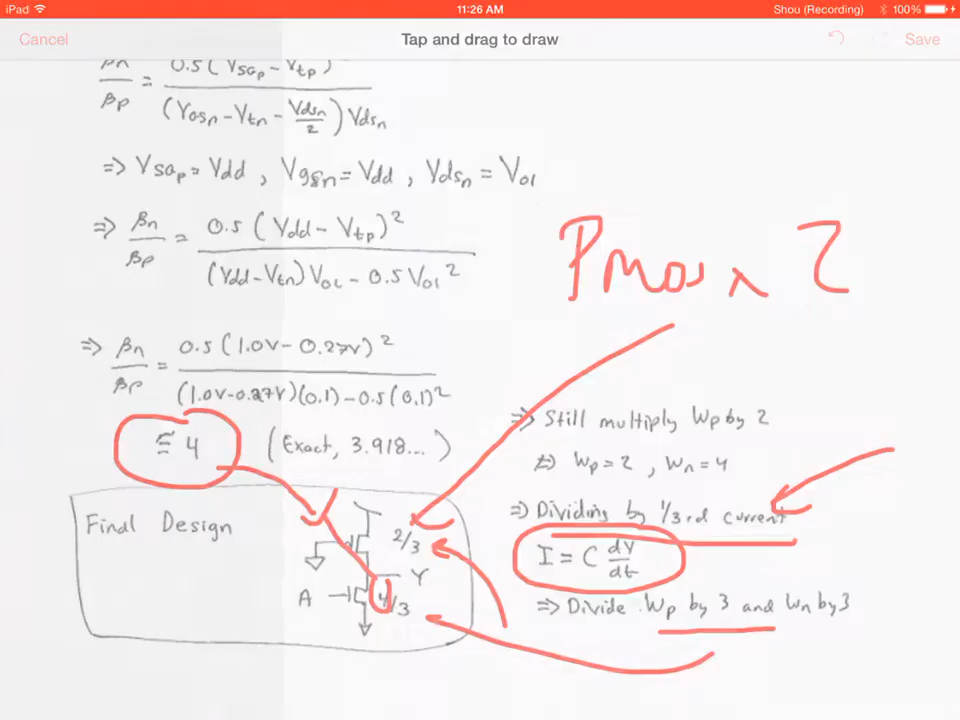 iPad 11:26 AM Shou (Recording) 100%
Cancel Tap and drag to draw Save
βn/βp = 0.5(Vsgp - Vtp) / (Vgsn - Vtn - Vdsn/2) Vdsn
=> Vsgp = Vdd , Vgsn = Vdd , Vdsn = Vol
=> βn/βp = 0.5 (Vdd - Vtp)² / (Vdd - Vtn) Vol - 0.5 Vol²
Pmos x 2
=> βn/βp = 0.5 (1.0V - 0.27V)² / (1.0V - 0.27V)(0.1) - 0.5(0.1)²
≅ 4 (Exact, 3.918...)
=> Still multiply Wp by 2
Wp = 2 , Wn = 4
=> Dividing by 1/3rd current
I = C dV/dt
=> Divide Wp by 3 and Wn by 3
Final Design
2/3
Y
A 4/3